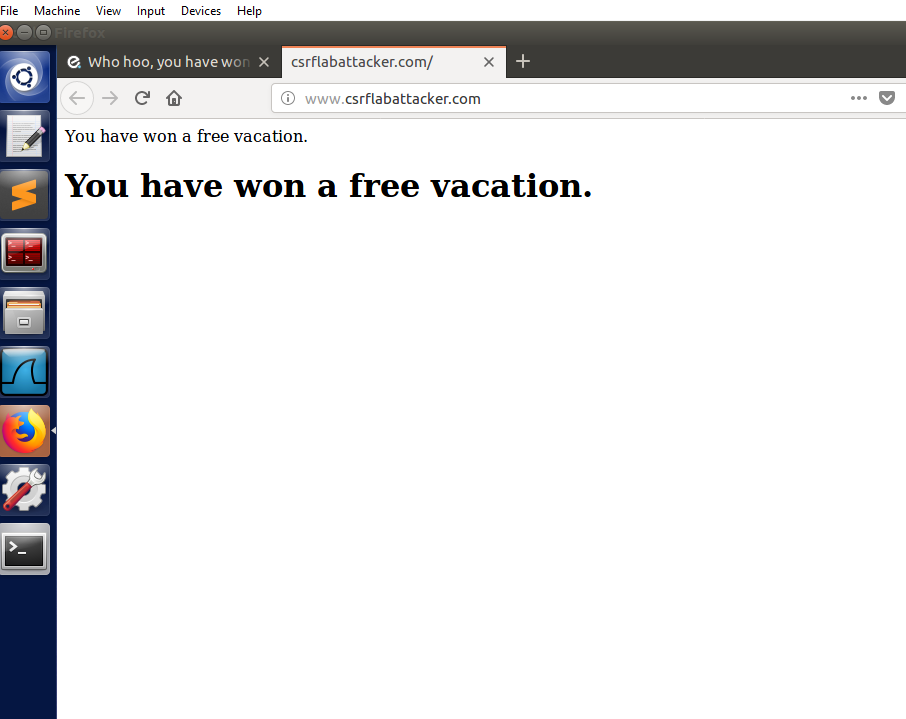 File Machine View Input Devices Help
Firefox
Who hoo, you have won
csrflabattacker.com/
www.csrflabattacker.com
You have won a free vacation.
You have won a free vacation.